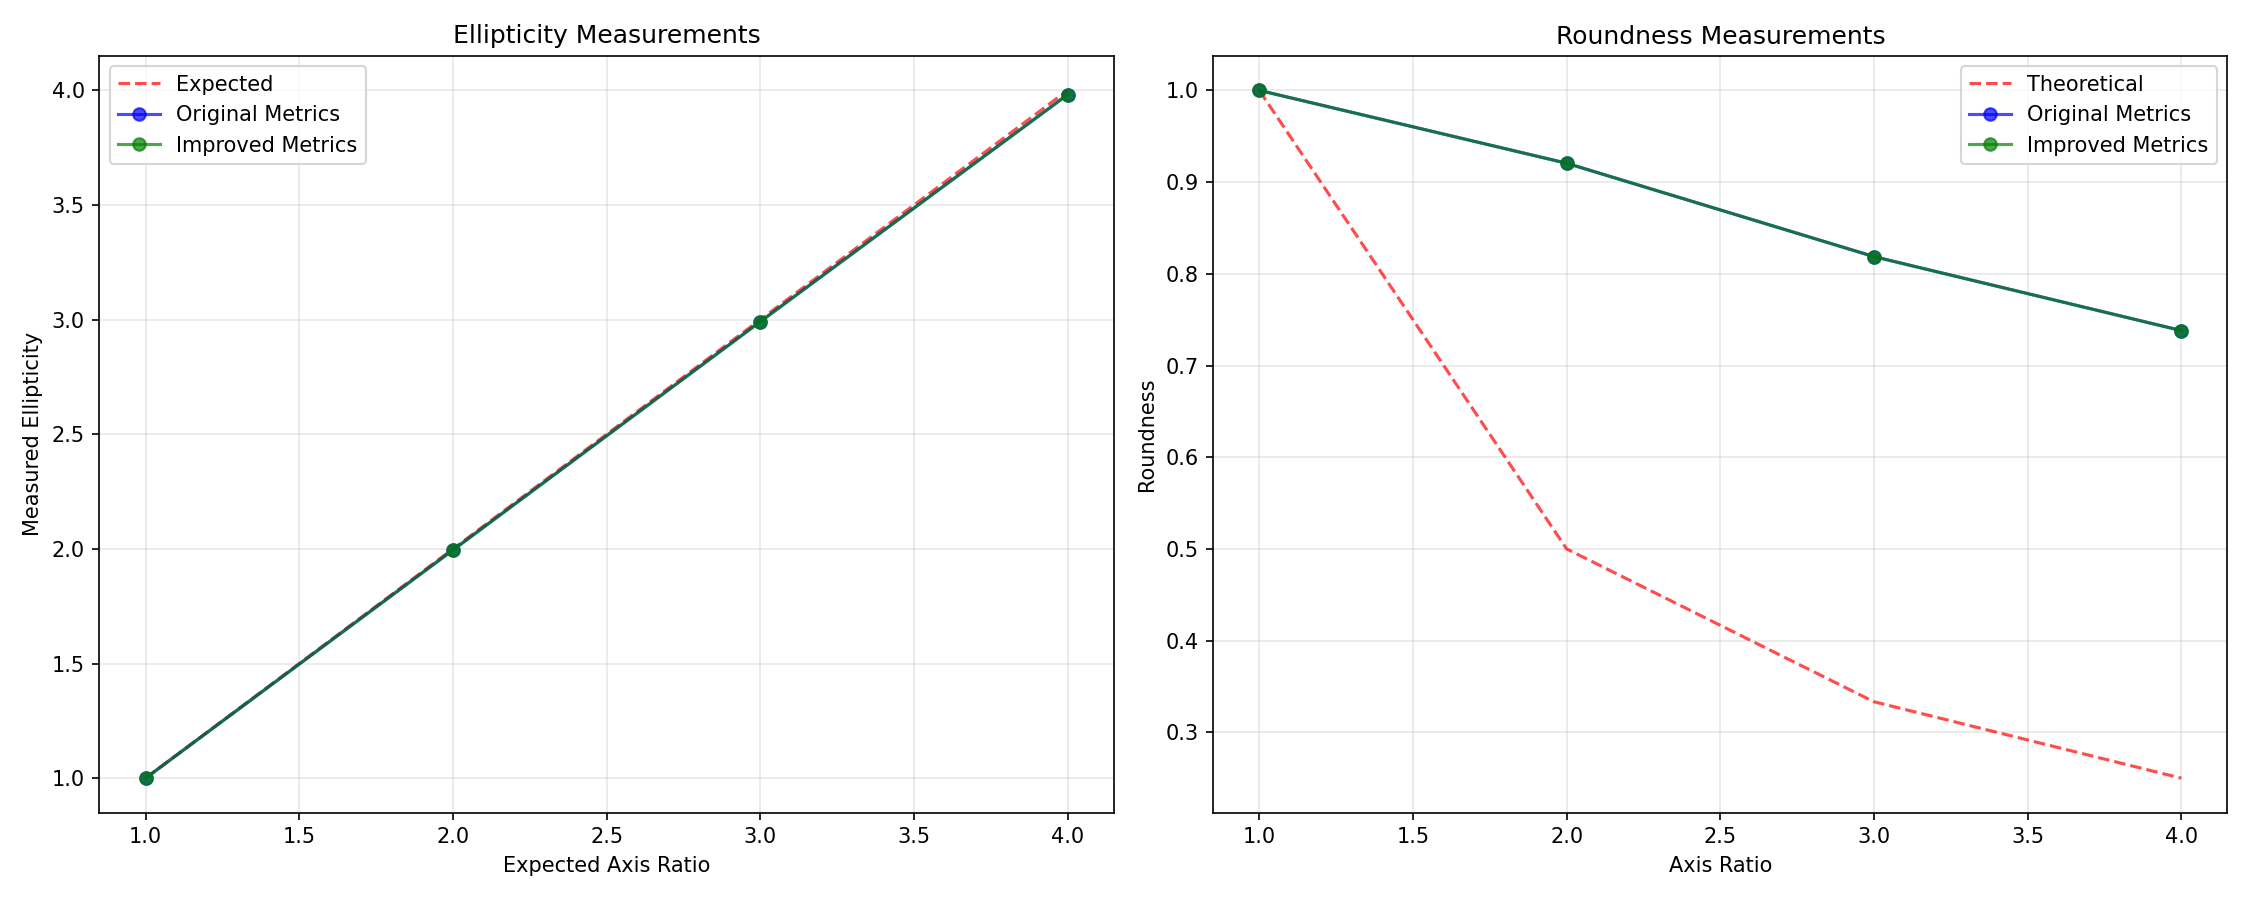 Ellipticity Measurements
Expected
Original Metrics
Improved Metrics
4.0
3.5
3.0
2.5
2.0
1.5
1.0
Measured Ellipticity
1.0 1.5 2.0 2.5 3.0 3.5 4.0
Expected Axis Ratio
Roundness Measurements
Theoretical
Original Metrics
Improved Metrics
1.0
0.9
0.8
0.7
0.6
0.5
0.4
0.3
Roundness
1.0 1.5 2.0 2.5 3.0 3.5 4.0
Axis Ratio